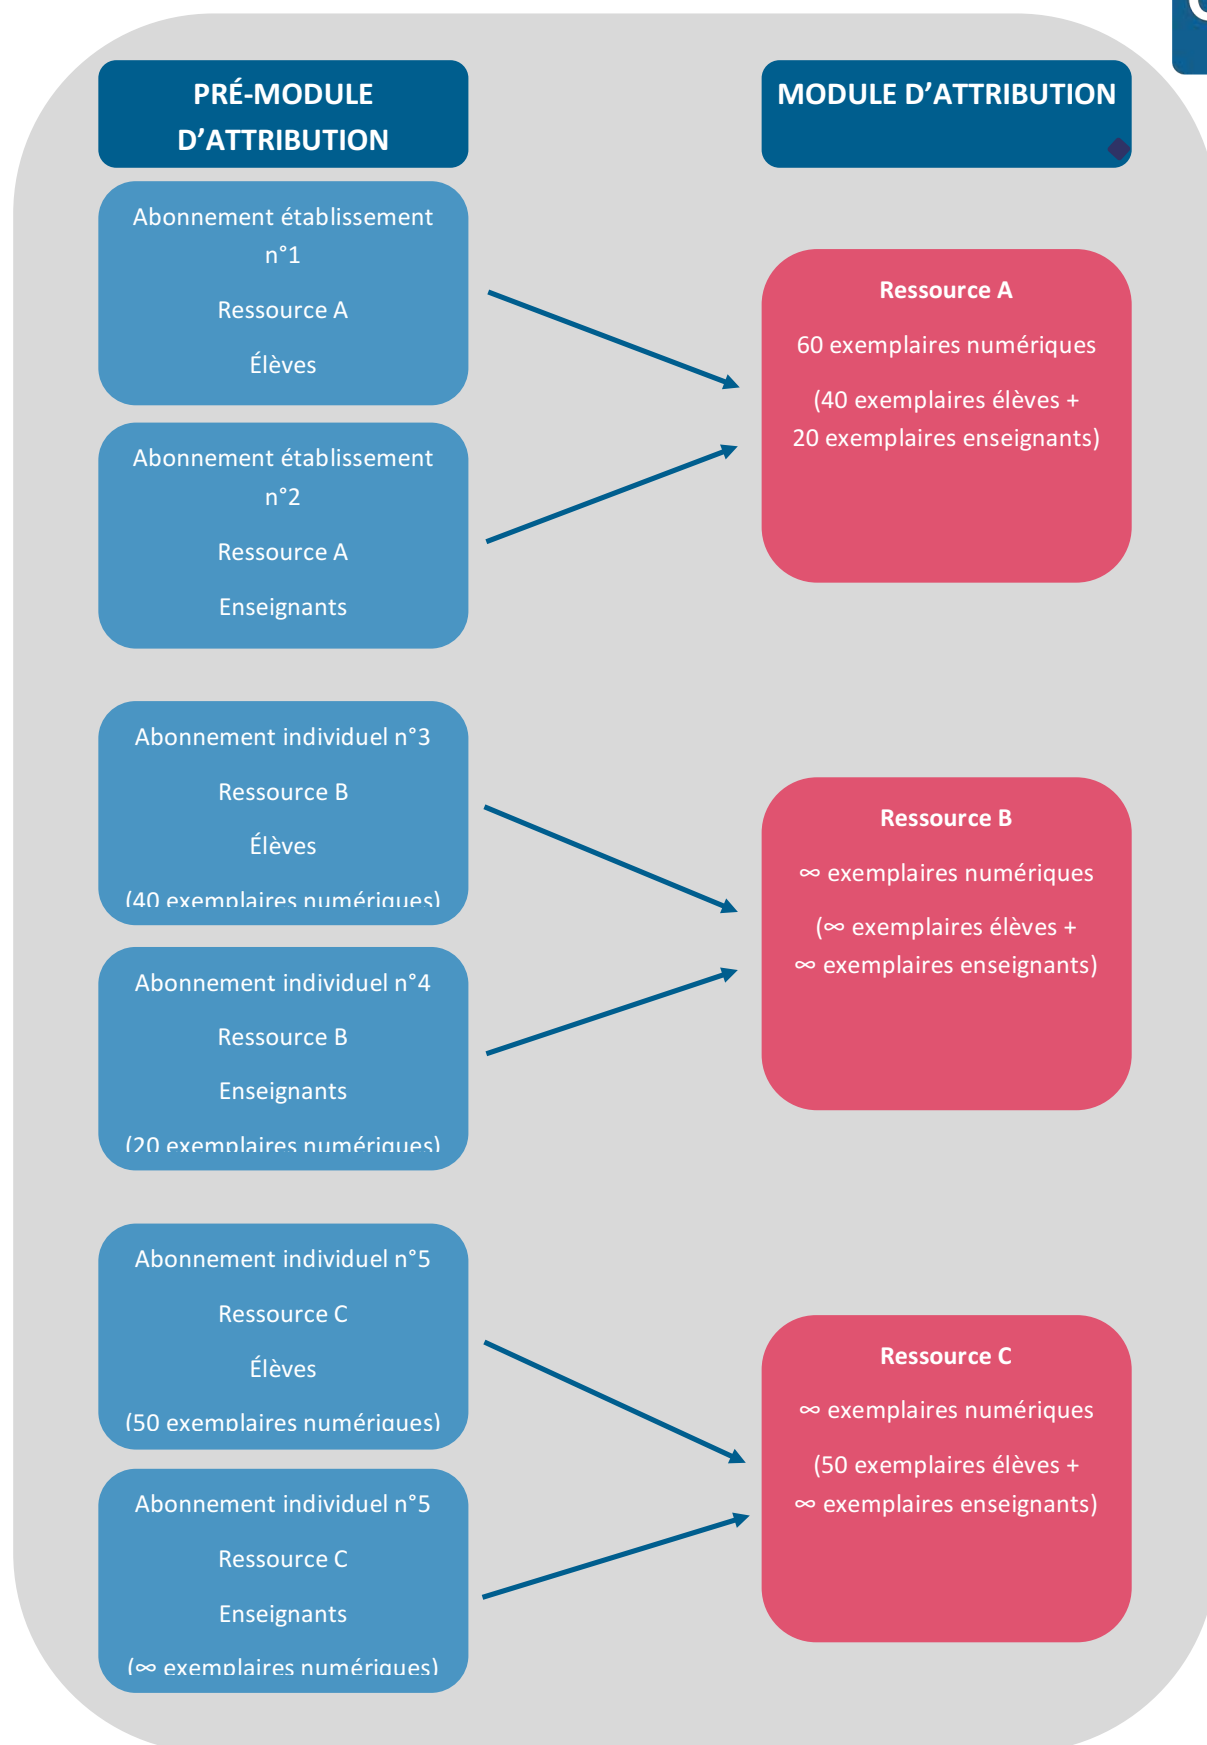 PRÉ-MODULE
D’ATTRIBUTION
MODULE D’ATTRIBUTION
Abonnement établissement
n°1
Ressource A
Élèves
Abonnement établissement
n°2
Ressource A
Enseignants
Ressource A
60 exemplaires numériques
(40 exemplaires élèves +
20 exemplaires enseignants)
Abonnement individuel n°3
Ressource B
Élèves
(40 exemplaires numériques)
Abonnement individuel n°4
Ressource B
Enseignants
(20 exemplaires numériques)
Ressource B
∞ exemplaires numériques
(∞ exemplaires élèves +
∞ exemplaires enseignants)
Abonnement individuel n°5
Ressource C
Élèves
(50 exemplaires numériques)
Abonnement individuel n°5
Ressource C
Enseignants
(∞ exemplaires numériques)
Ressource C
∞ exemplaires numériques
(50 exemplaires élèves +
∞ exemplaires enseignants)